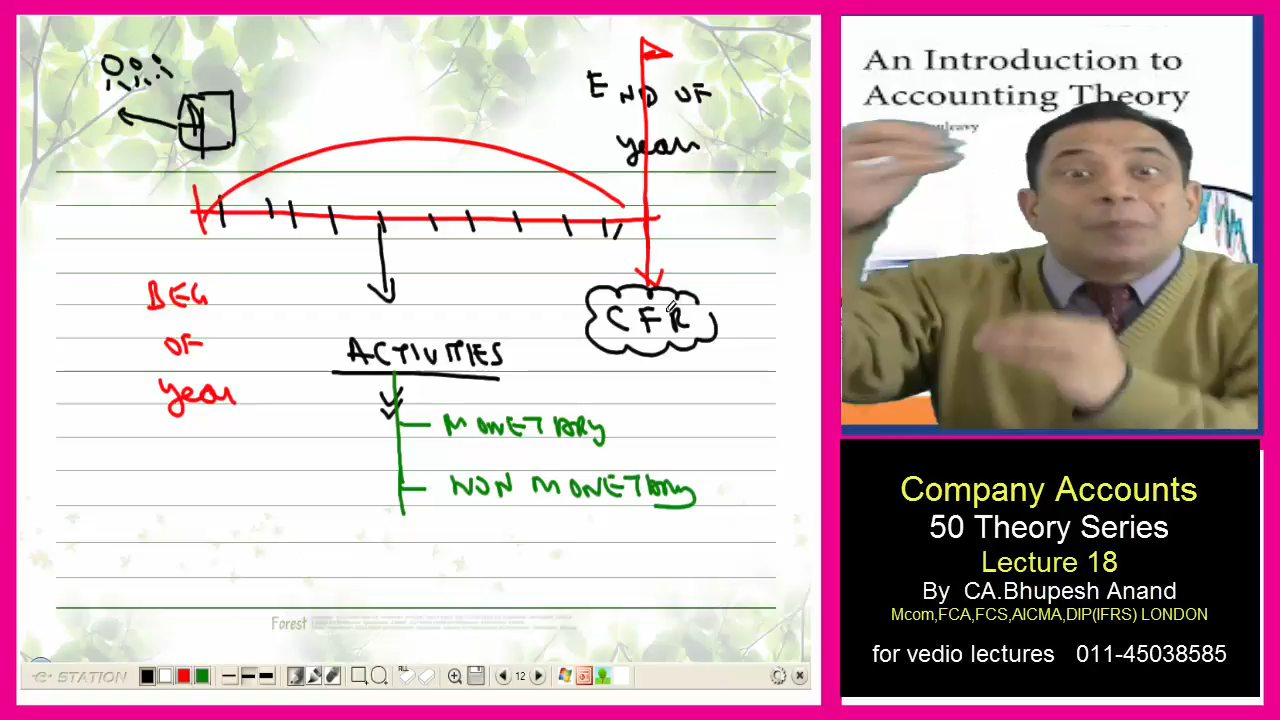 END OF
year
BEG
OF
year
CFR
ACTIVITIES
MONETARY
NON MONETARY
Forest
e-STATION
12
An Introduction to
Accounting Theory
Company Accounts
50 Theory Series
Lecture 18
By CA.Bhupesh Anand
Mcom,FCA,FCS,AICMA,DIP(IFRS) LONDON
for vedio lectures 011-45038585